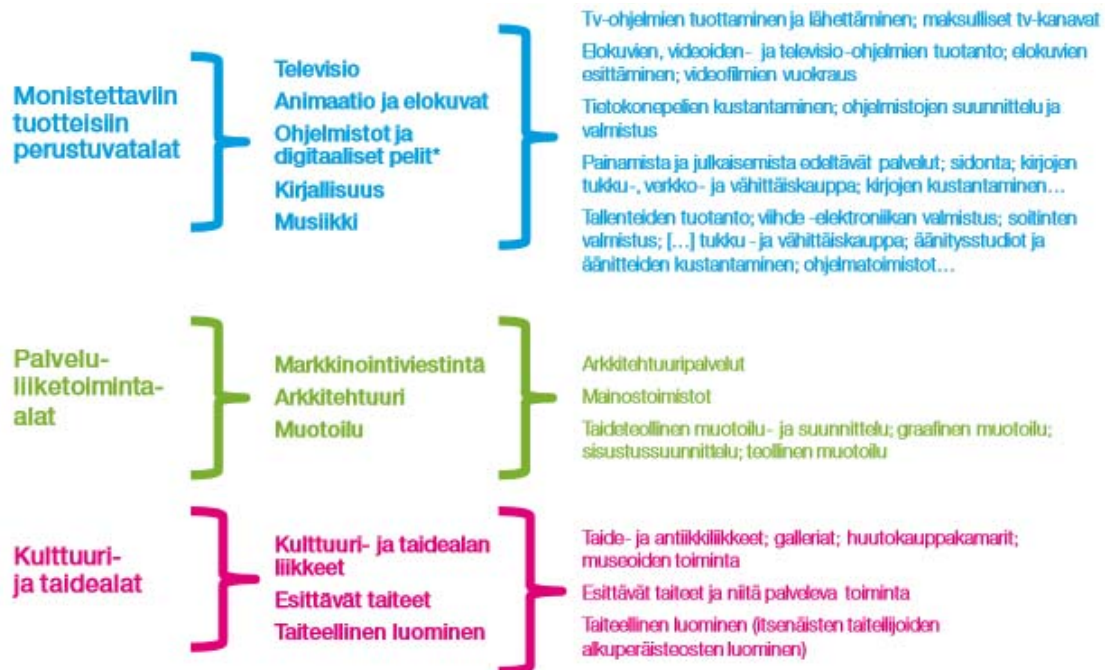 Monistettaviin
tuotteisiin
perustuvatalat
Televisio
Animaatio ja elokuvat
Ohjelmistot ja
digitaaliset pelit*
Kirjallisuus
Musiikki
Tv-ohjelmien tuottaminen ja lähettäminen; maksulliset tv-kanavat
Elokuvien, videoiden- ja televisio-ohjelmien tuotanto; elokuvien
esittäminen; videofilmien vuokraus
Tietokonepelien kustantaminen; ohjelmistojen suunnittelu ja
valmistus
Painamista ja julkaisemista edeltävät palvelut; sidonta; kirjojen
tukku-, verkko- ja vähittäiskauppa; kirjojen kustantaminen…
Tallenteiden tuotanto; viihde -elektroniikan valmistus; soitinten
valmistus; […] tukku - ja vähittäiskauppa; äänitysstudiot ja
äänitteiden kustantaminen; ohjelmatoimistot…
Palvelu-
liiketoiminta-
alat
Markkinointiviestintä
Arkkitehtuuri
Muotoilu
Arkkitehtuuripalvelut
Mainostoimistot
Taideteollinen muotoilu- ja suunnittelu; graafinen muotoilu;
sisustussuunnittelu; teollinen muotoilu
Kulttuuri-
ja taidealat
Kulttuuri- ja taidealan
liikkeet
Esittävät taiteet
Taiteellinen luominen
Taide- ja antiikkiliikkeet; galleriat; huutokauppakamarit;
museoiden toiminta
Esittävät taiteet ja niitä palveleva toiminta
Taiteellinen luominen (itsenäisten taiteilijoiden
alkuperäisteosten luominen)